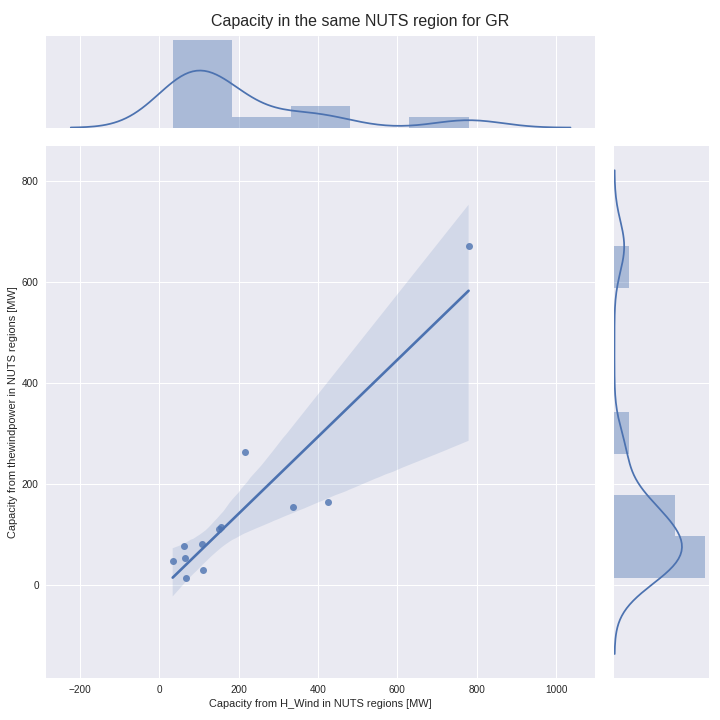 Capacity in the same NUTS region for GR
800
600
400
200
0
Capacity from thewindpower in NUTS regions [MW]
−200 0 200 400 600 800 1000
Capacity from H_Wind in NUTS regions [MW]